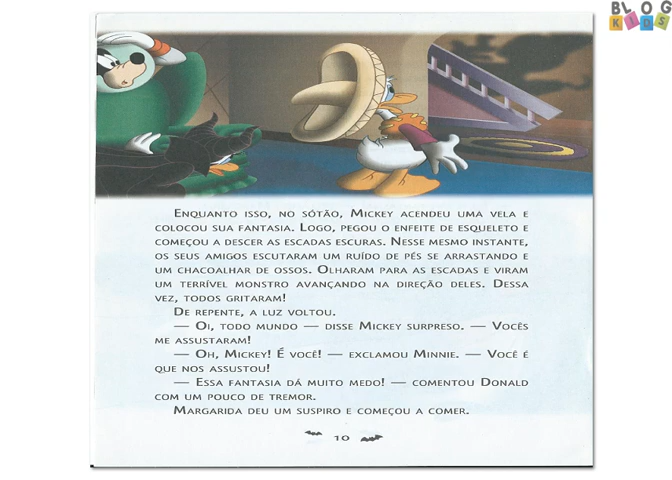 BLOG
KIDS
Enquanto isso, no sótão, Mickey acendeu uma vela e
colocou sua fantasia. Logo, pegou o enfeite de esqueleto e
começou a descer as escadas escuras. Nesse mesmo instante,
os seus amigos escutaram um ruído de pés se arrastando e
um chacoalhar de ossos. Olharam para as escadas e viram
um terrível monstro avançando na direção deles. Dessa
vez, todos gritaram!
De repente, a luz voltou.
— Oi, todo mundo — disse Mickey surpreso. — Vocês
me assustaram!
— Oh, Mickey! É você! — exclamou Minnie. — Você é
que nos assustou!
— Essa fantasia dá muito medo! — comentou Donald
com um pouco de tremor.
Margarida deu um suspiro e começou a comer.
10